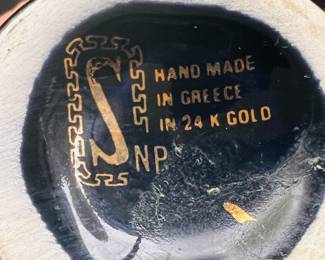 S
HAND MADE
IN GREECE
IN 24 K GOLD
NP